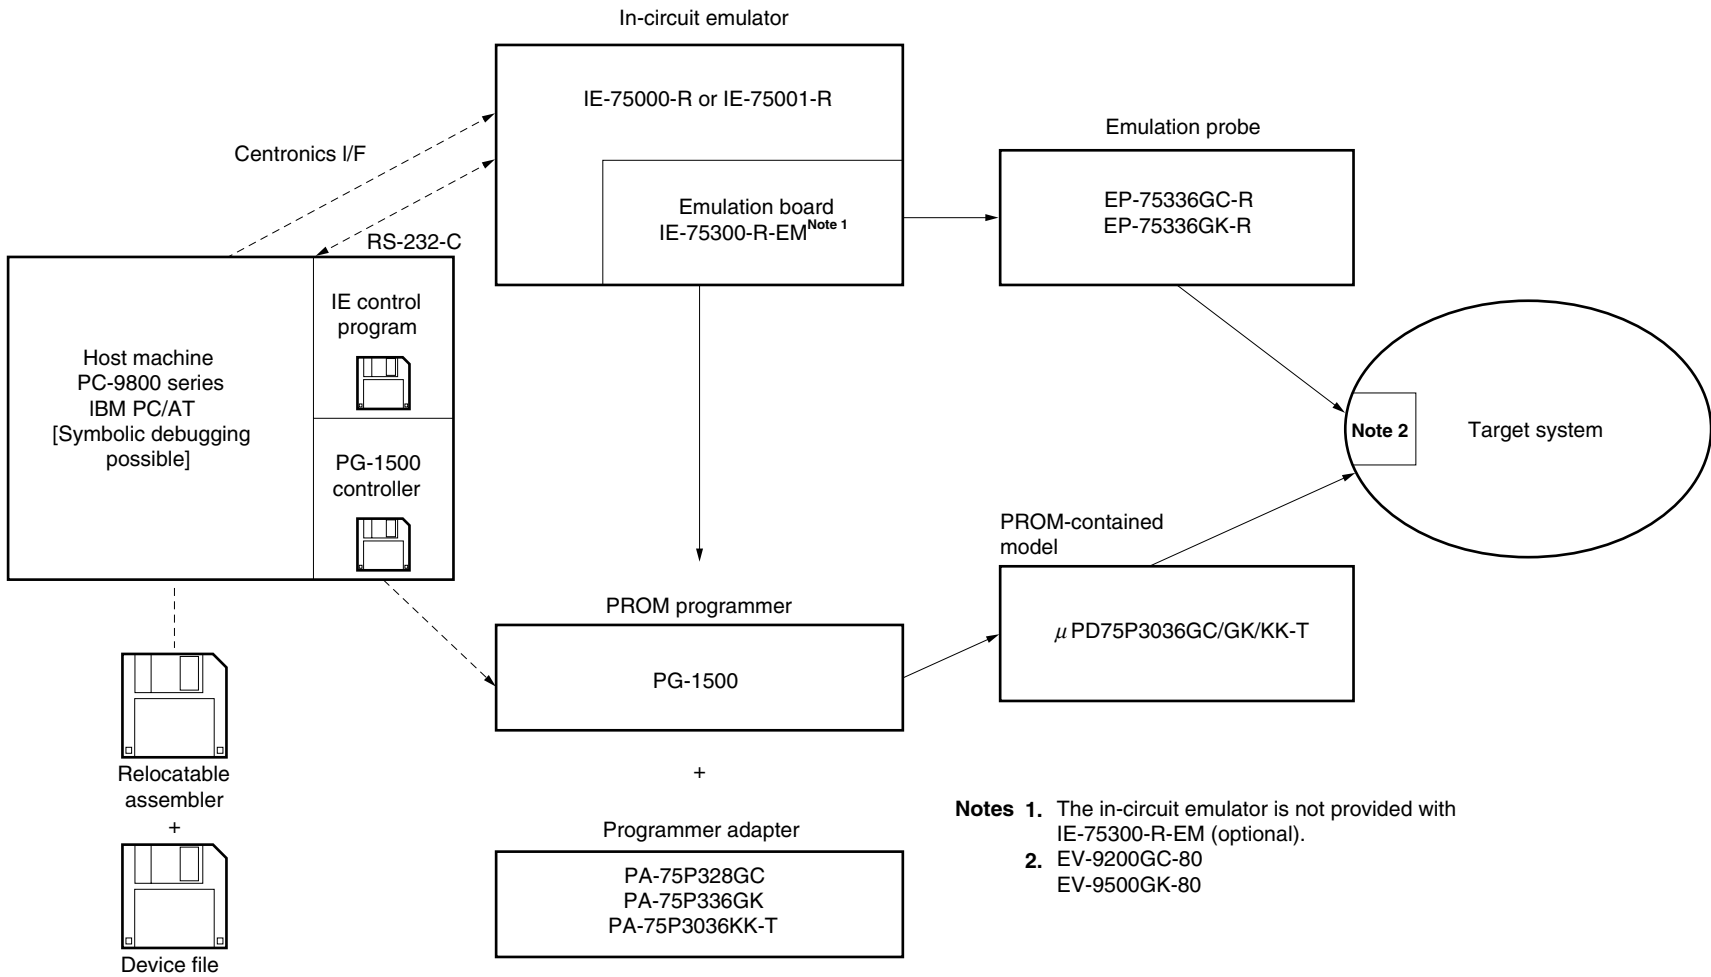 In-circuit emulator
IE-75000-R or IE-75001-R
Emulation board
IE-75300-R-EM Note 1
Centronics I/F
RS-232-C
Emulation probe
EP-75336GC-R
EP-75336GK-R
Host machine
PC-9800 series
IBM PC/AT
[Symbolic debugging
possible]
IE control
program
PG-1500
controller
Note 2
Target system
PROM-contained
model
μ PD75P3036GC/GK/KK-T
PROM programmer
PG-1500
+
Programmer adapter
PA-75P328GC
PA-75P336GK
PA-75P3036KK-T
Relocatable
assembler
+
Device file
Notes 1. The in-circuit emulator is not provided with
IE-75300-R-EM (optional).
2. EV-9200GC-80
EV-9500GK-80